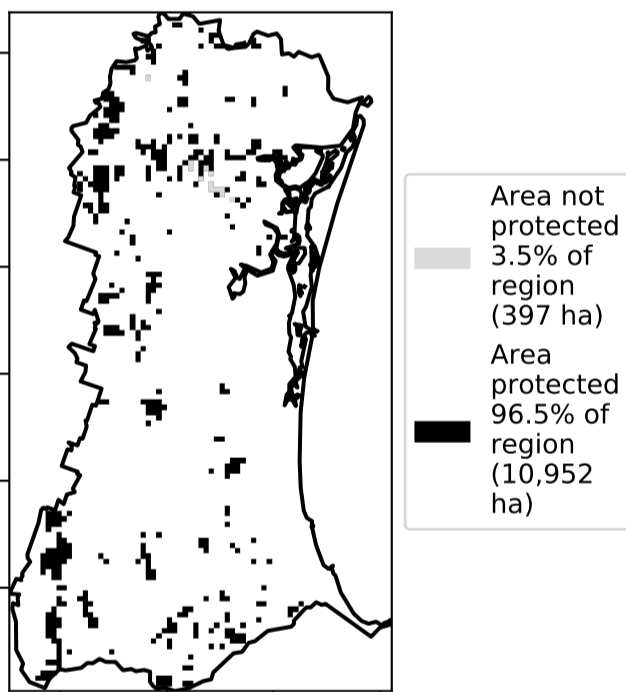 Area not
protected
3.5% of
region
(397 ha)
Area
protected
96.5% of
region
(10,952
ha)